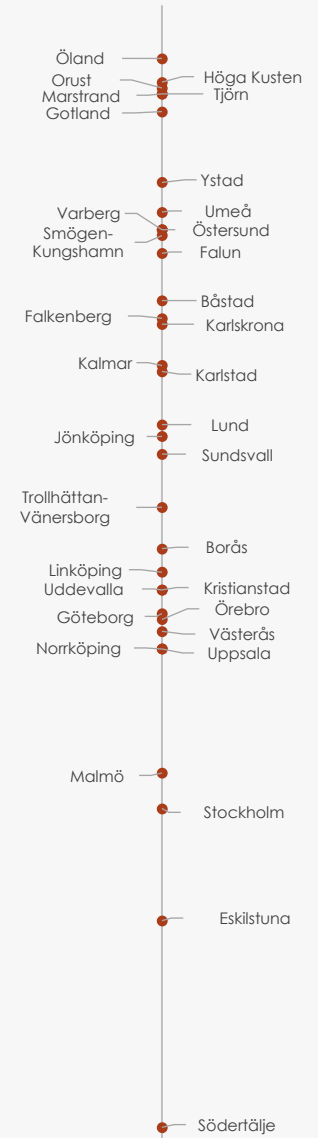 Öland
Höga Kusten
Orust
Tjörn
Marstrand
Gotland
Ystad
Umeå
Varberg
Östersund
Smögen-
Kungshamn
Falun
Båstad
Falkenberg
Karlskrona
Kalmar
Karlstad
Lund
Jönköping
Sundsvall
Trollhättan-
Vänersborg
Borås
Linköping
Uddevalla
Kristianstad
Örebro
Göteborg
Västerås
Norrköping
Uppsala
Malmö
Stockholm
Eskilstuna
Södertälje